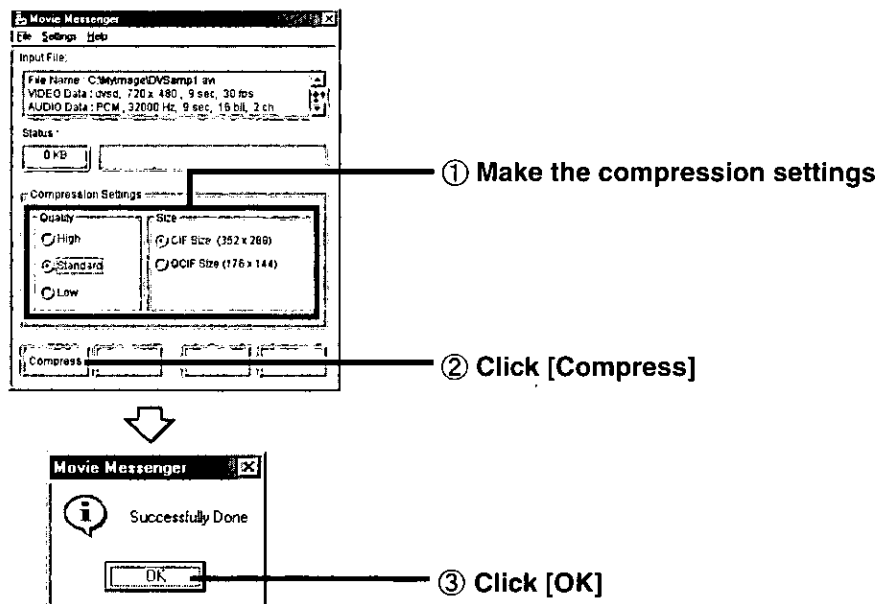 Movie Messenger
File Settings Help
Input File:
File Name : C:\MyImage\DVSamp1 avi
VIDEO Data : dvsd, 720 x 480, 9 sec, 30 fps
AUDIO Data : PCM, 32000 Hz, 9 sec, 16 bit, 2 ch
Status :
0 KB
① Make the compression settings
Compression Settings
Quality
Size
High
CIF Size (352 x 288)
Standard
QCIF Size (176 x 144)
Low
Compress
② Click [Compress]
Movie Messenger
Successfully Done
OK
③ Click [OK]